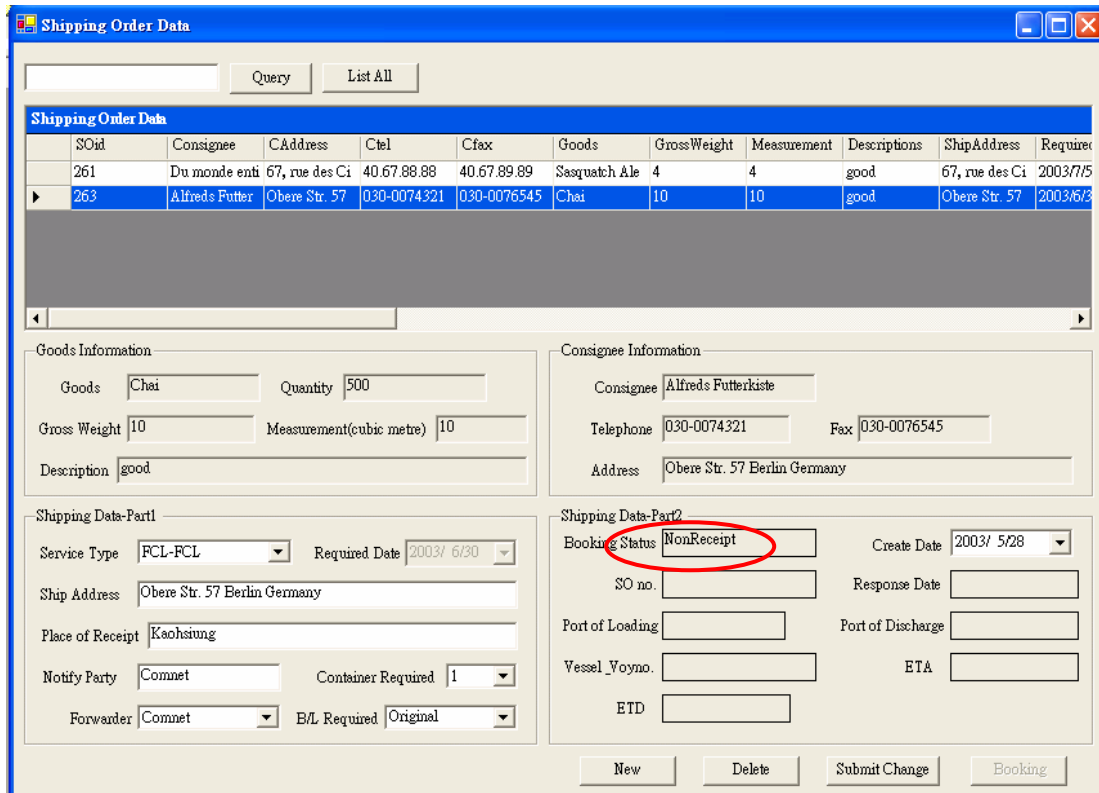 Shipping Order Data
Query List All
Shipping Order Data
SOid Consignee CAddress Ctel Cfax Goods GrossWeight Measurement Descriptions ShipAddress Required
261 Du monde enti 67, rue des Ci 40.67.88.88 40.67.89.89 Sasquatch Ale 4 4 good 67, rue des Ci 2003/7/5
263 Alfreds Futter Obere Str. 57 030-0074321 030-0076545 Chai 10 10 good Obere Str. 57 2003/6/3
Goods Information
Goods Chai Quantity 500
Gross Weight 10 Measurement(cubic metre) 10
Description good
Consignee Information
Consignee Alfreds Futterkiste
Telephone 030-0074321 Fax 030-0076545
Address Obere Str. 57 Berlin Germany
Shipping Data-Part1
Service Type FCL-FCL Required Date 2003/ 6/30
Ship Address Obere Str. 57 Berlin Germany
Place of Receipt Kaohsiung
Notify Party Comnet Container Required 1
Forwarder Comnet B/L Required Original
Shipping Data-Part2
Booking Status NonReceipt Create Date 2003/ 5/28
SO no. Response Date
Port of Loading Port of Discharge
Vessel_Voyno. ETA
ETD
New Delete Submit Change Booking